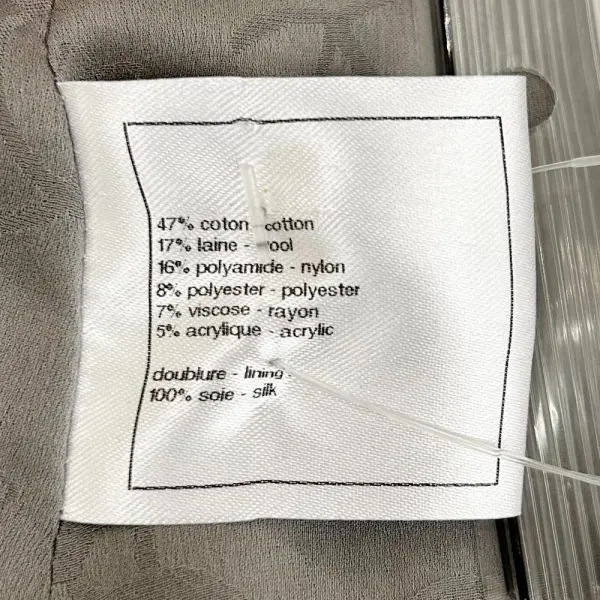 47% coton cotton
17% laine - ool
16% polyamide - nylon
8% polyester - polyester
7% viscose - rayon
5% acrylique - acrylic
doublure - lining -
100% soie - silk